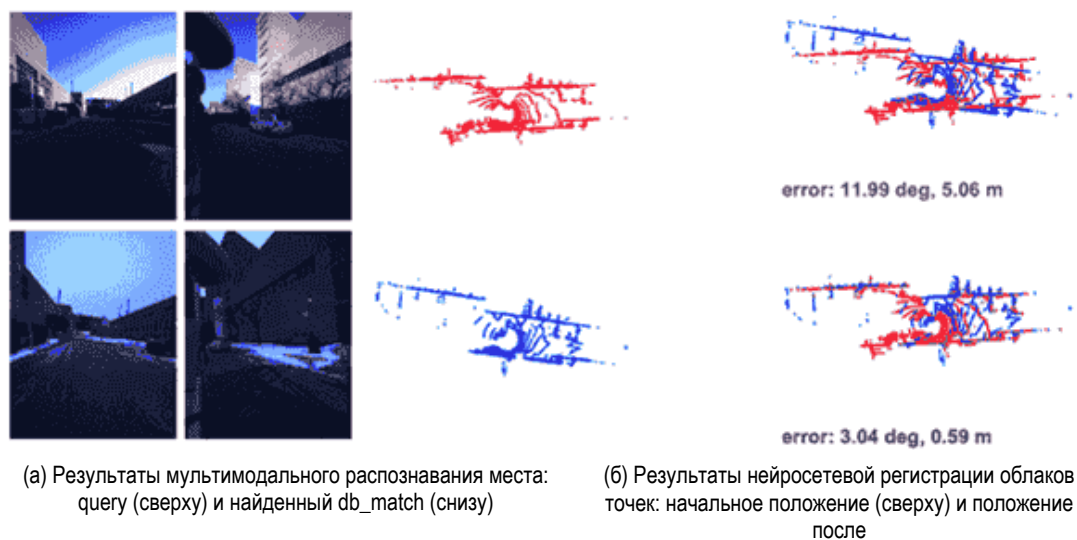 error: 11.99 deg, 5.06 m
error: 3.04 deg, 0.59 m
(а) Результаты мультимодального распознавания места:
query (сверху) и найденный db_match (снизу)
(б) Результаты нейросетевой регистрации облаков
точек: начальное положение (сверху) и положение
после